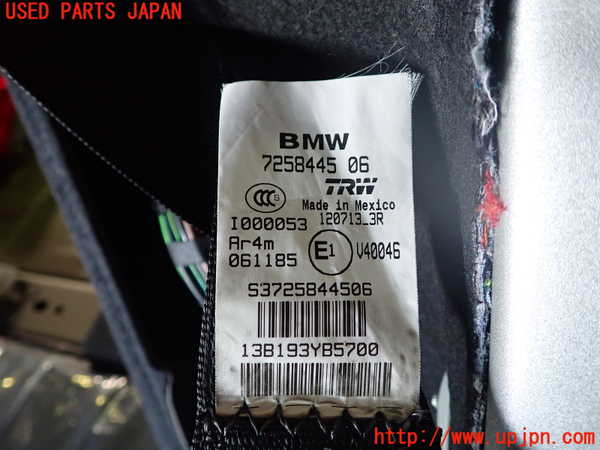 USED PARTS JAPAN
BMW
7258445 06
CCC S
TRW
Made in Mexico
I000053 120713_3R
Ar4m
061185 E1 V40046
S3725844506
13B193YB5700
http://www.upjpn.com/